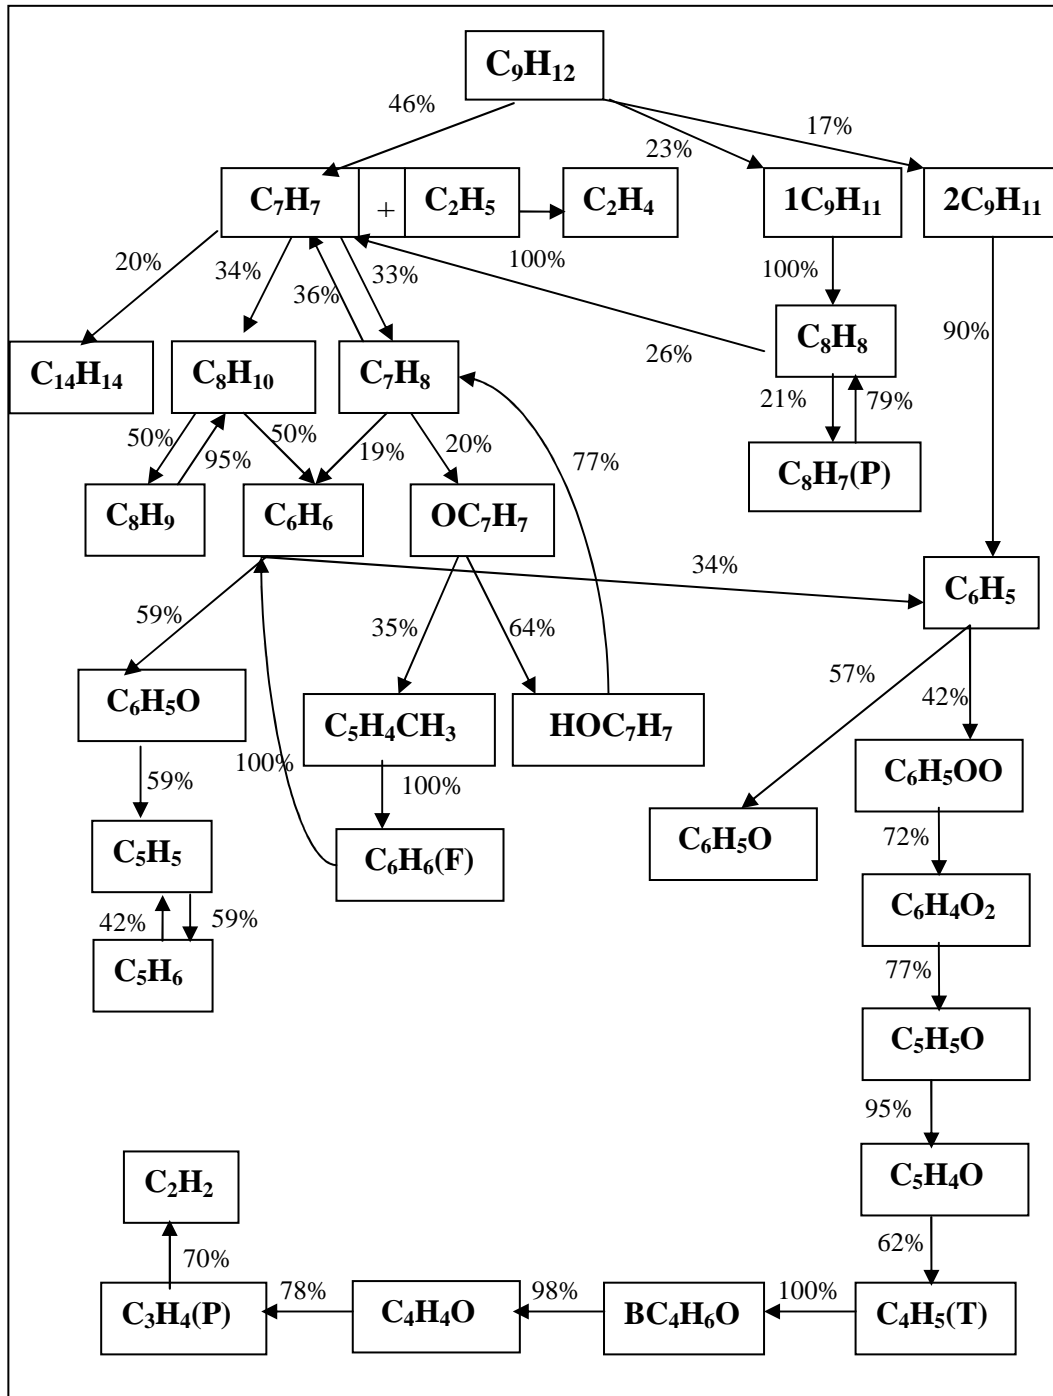 C₉H₁₂
46%
17%
23%
C₇H₇ + C₂H₅
C₂H₄
1C₉H₁₁
2C₉H₁₁
20%
34%
36%
33%
100%
100%
90%
26%
C₁₄H₁₄
C₈H₁₀
C₇H₈
C₈H₈
50%
95%
50%
19%
20%
77%
21%
79%
C₈H₉
C₆H₆
OC₇H₇
C₈H₇(P)
34%
C₆H₅
59%
35%
64%
57%
42%
C₆H₅O
C₅H₄CH₃
HOC₇H₇
C₆H₅OO
59%
100%
100%
72%
C₅H₅
C₆H₆(F)
C₆H₅O
C₆H₄O₂
42%
59%
77%
C₅H₆
C₅H₅O
95%
C₂H₂
C₅H₄O
70%
62%
C₃H₄(P)
78%
C₄H₄O
98%
BC₄H₆O
100%
C₄H₅(T)